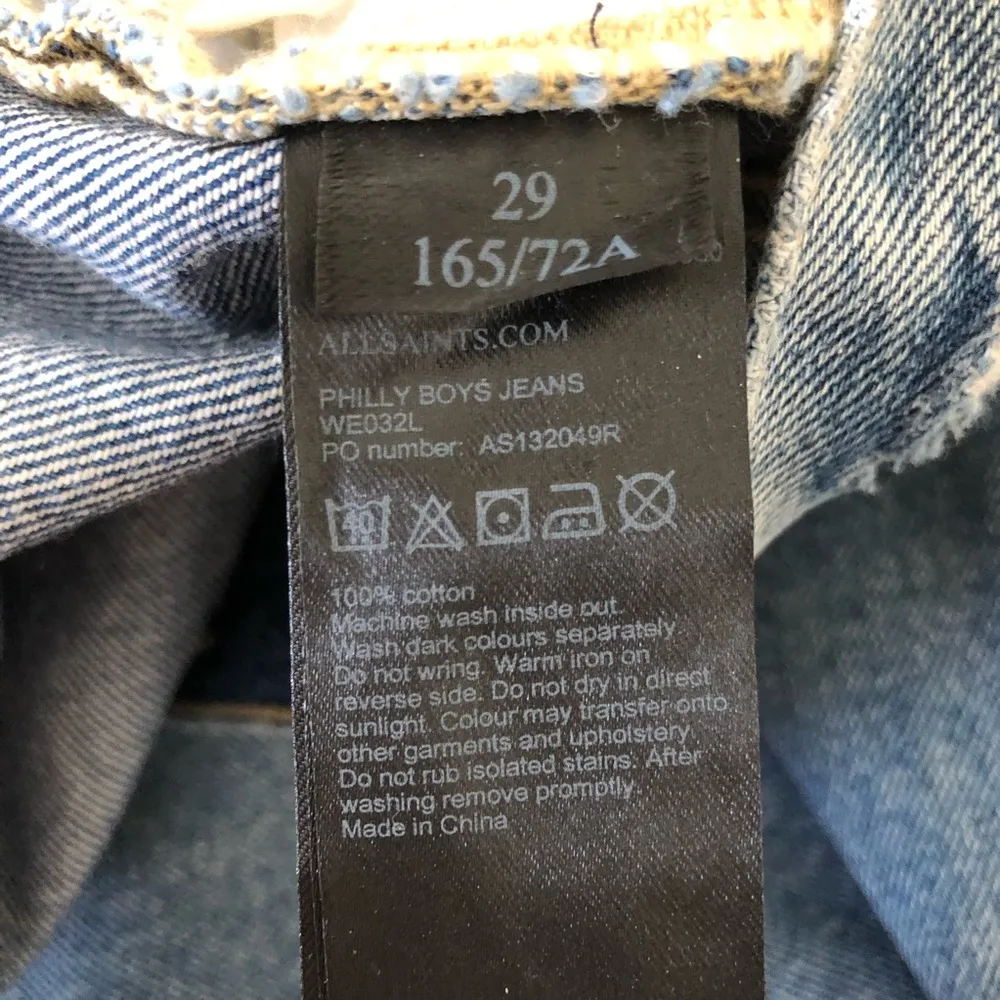 29
165/72A
ALLSAINTS.COM
PHILLY BOYS JEANS
WE032L
PO number: AS132049R
40
100% cotton
Machine wash inside out.
Wash dark colours separately
Do not wring. Warm iron on
reverse side. Do not dry in direct
sunlight. Colour may transfer onto
other garments and upholstery
Do not rub isolated stains. After
washing remove promptly.
Made in China